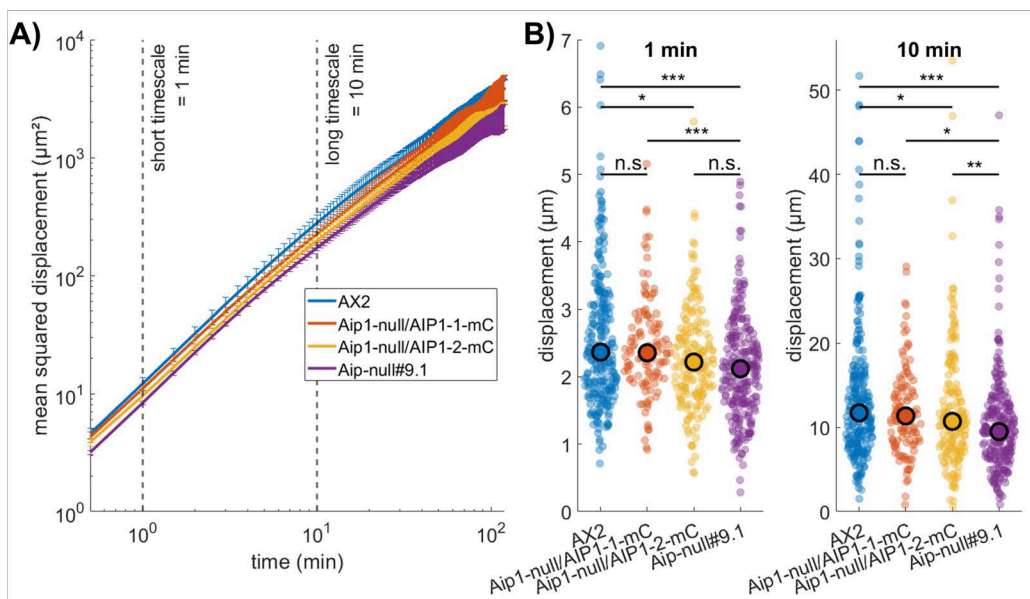 A)
mean squared displacement (µm²)
10⁴
10³
10²
10¹
10⁰
short timescale
= 1 min
long timescale
= 10 min
AX2
Aip1-null/AIP1-1-mC
Aip1-null/AIP1-2-mC
Aip-null#9.1
10⁰
10¹
10²
time (min)
B)
1 min
displacement (µm)
7
6
5
4
3
2
1
0
***
*
***
n.s.
n.s.
AX2
Aip1-null/AIP1-1-mC
Aip1-null/AIP1-2-mC
Aip-null#9.1
10 min
displacement (µm)
50
40
30
20
10
0
***
*
*
n.s.
**
AX2
Aip1-null/AIP1-1-mC
Aip1-null/AIP1-2-mC
Aip-null#9.1